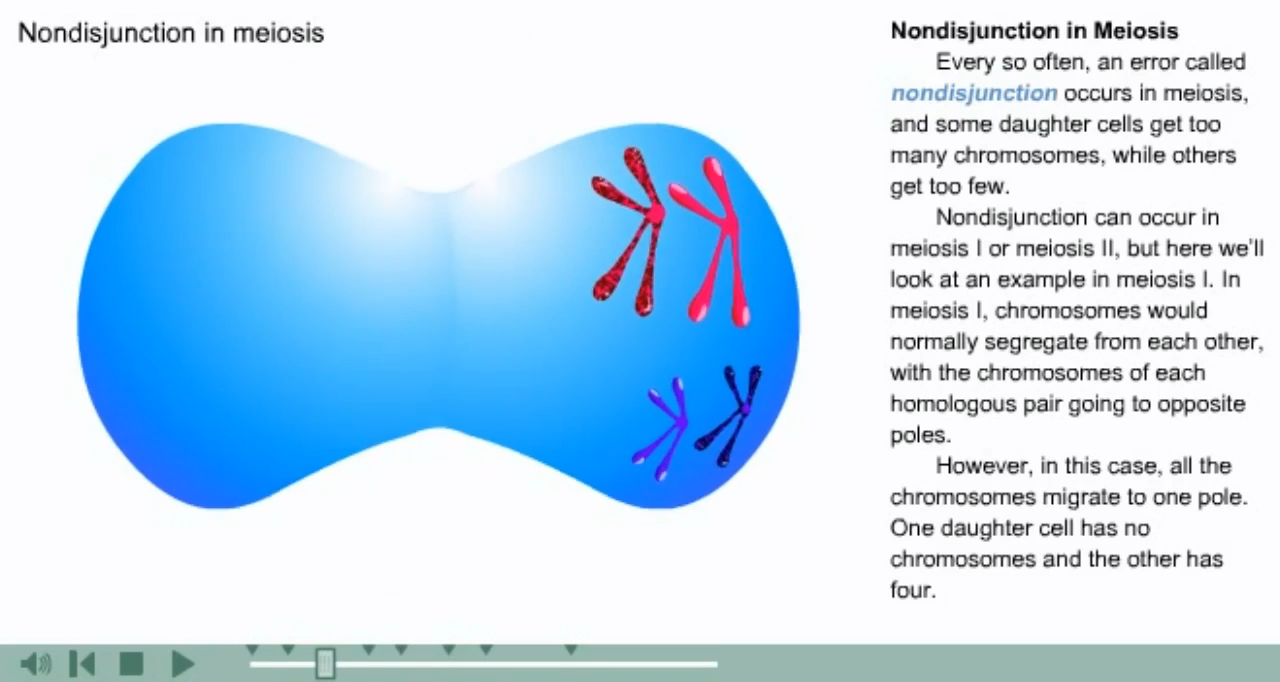 Nondisjunction in meiosis
Nondisjunction in Meiosis
Every so often, an error called
nondisjunction occurs in meiosis,
and some daughter cells get too
many chromosomes, while others
get too few.
Nondisjunction can occur in
meiosis I or meiosis II, but here we'll
look at an example in meiosis I. In
meiosis I, chromosomes would
normally segregate from each other,
with the chromosomes of each
homologous pair going to opposite
poles.
However, in this case, all the
chromosomes migrate to one pole.
One daughter cell has no
chromosomes and the other has
four.